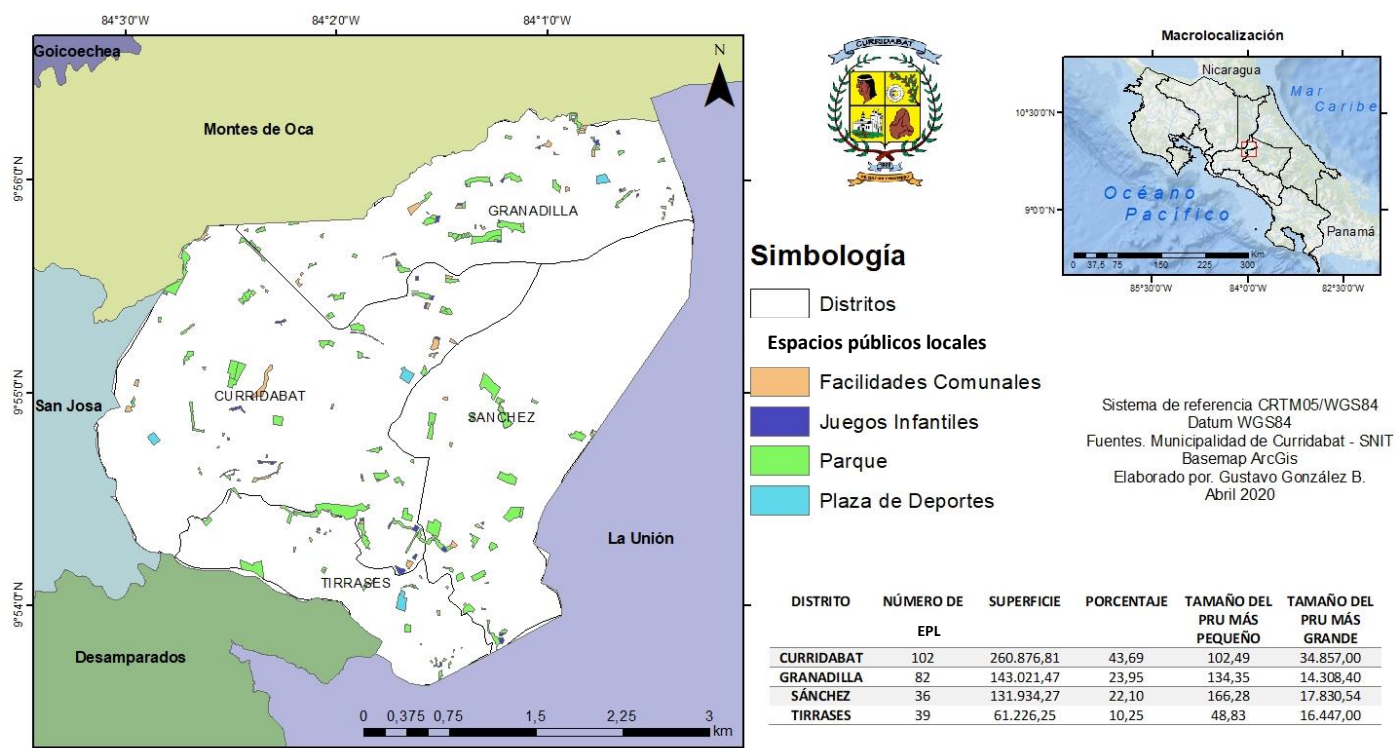 84°3'0"W 84°2'0"W 84°1'0"W
9°56'0"N
9°55'0"N
9°54'0"N
Goicoechea
Montes de Oca
N
GRANADILLA
CURRIDABAT
SANCHEZ
San Josa
TIRRASES
La Unión
Desamparados
0 0,375 0,75 1,5 2,25 3
km
CURRIDABAT
Macrolocalización
Nicaragua
Mar
Caribe
10°30'0"N
Océano
Pacífico
9°0'0"N
Panamá
0 37,5 75 150 225 300
Km
85°30'0"W 84°0'0"W 82°30'0"W
Simbología
Distritos
Espacios públicos locales
Facilidades Comunales
Juegos Infantiles
Parque
Plaza de Deportes
Sistema de referencia CRTM05/WGS84
Datum WGS84
Fuentes. Municipalidad de Curridabat - SNIT
Basemap ArcGis
Elaborado por. Gustavo González B.
Abril 2020
DISTRITO NÚMERO DE EPL SUPERFICIE PORCENTAJE TAMAÑO DEL PRU MÁS PEQUEÑO TAMAÑO DEL PRU MÁS GRANDE
CURRIDABAT 102 260.876,81 43,69 102,49 34.857,00
GRANADILLA 82 143.021,47 23,95 134,35 14.308,40
SÁNCHEZ 36 131.934,27 22,10 166,28 17.830,54
TIRRASES 39 61.226,25 10,25 48,83 16.447,00